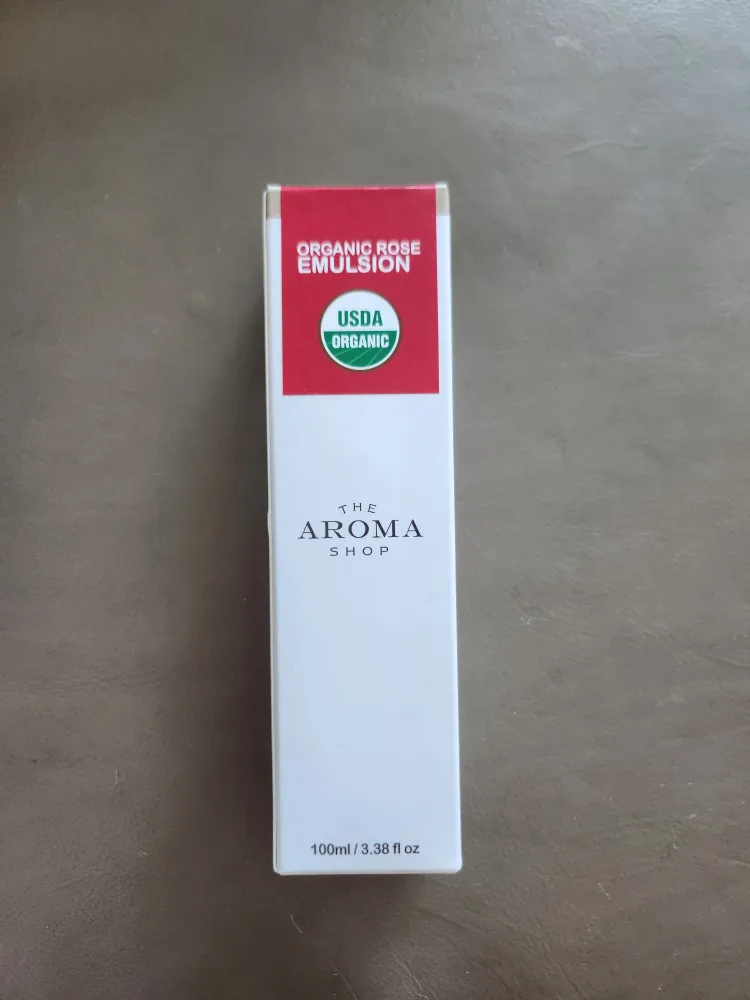 ORGANIC ROSE
EMULSION
USDA
ORGANIC
THE
AROMA
SHOP
100ml / 3.38 fl oz